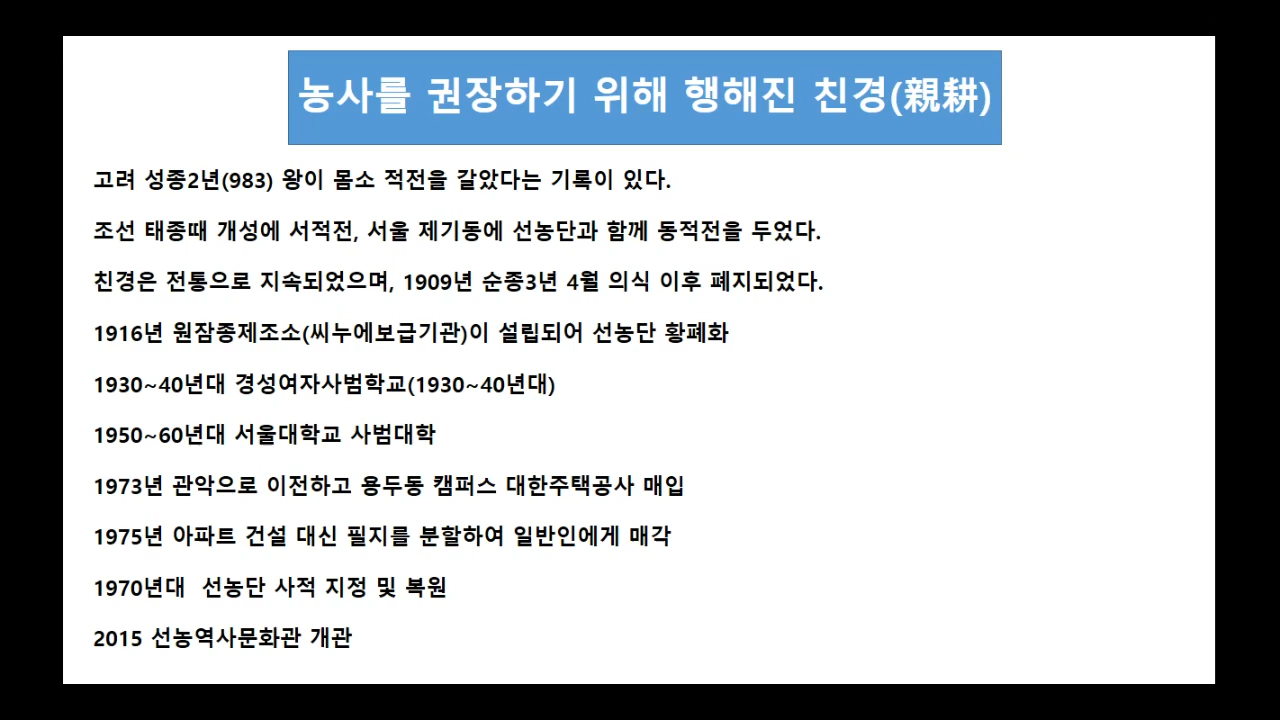 농사를 권장하기 위해 행해진 친경(親耕)
고려 성종2년(983) 왕이 몸소 적전을 갈았다는 기록이 있다.
조선 태종때 개성에 서적전, 서울 제기동에 선농단과 함께 동적전을 두었다.
친경은 전통으로 지속되었으며, 1909년 순종3년 4월 의식 이후 폐지되었다.
1916년 원잠종제조소(씨누에보급기관)이 설립되어 선농단 황폐화
1930~40년대 경성여자사범학교(1930~40년대)
1950~60년대 서울대학교 사범대학
1973년 관악으로 이전하고 용두동 캠퍼스 대한주택공사 매입
1975년 아파트 건설 대신 필지를 분할하여 일반인에게 매각
1970년대  선농단 사적 지정 및 복원
2015 선농역사문화관 개관